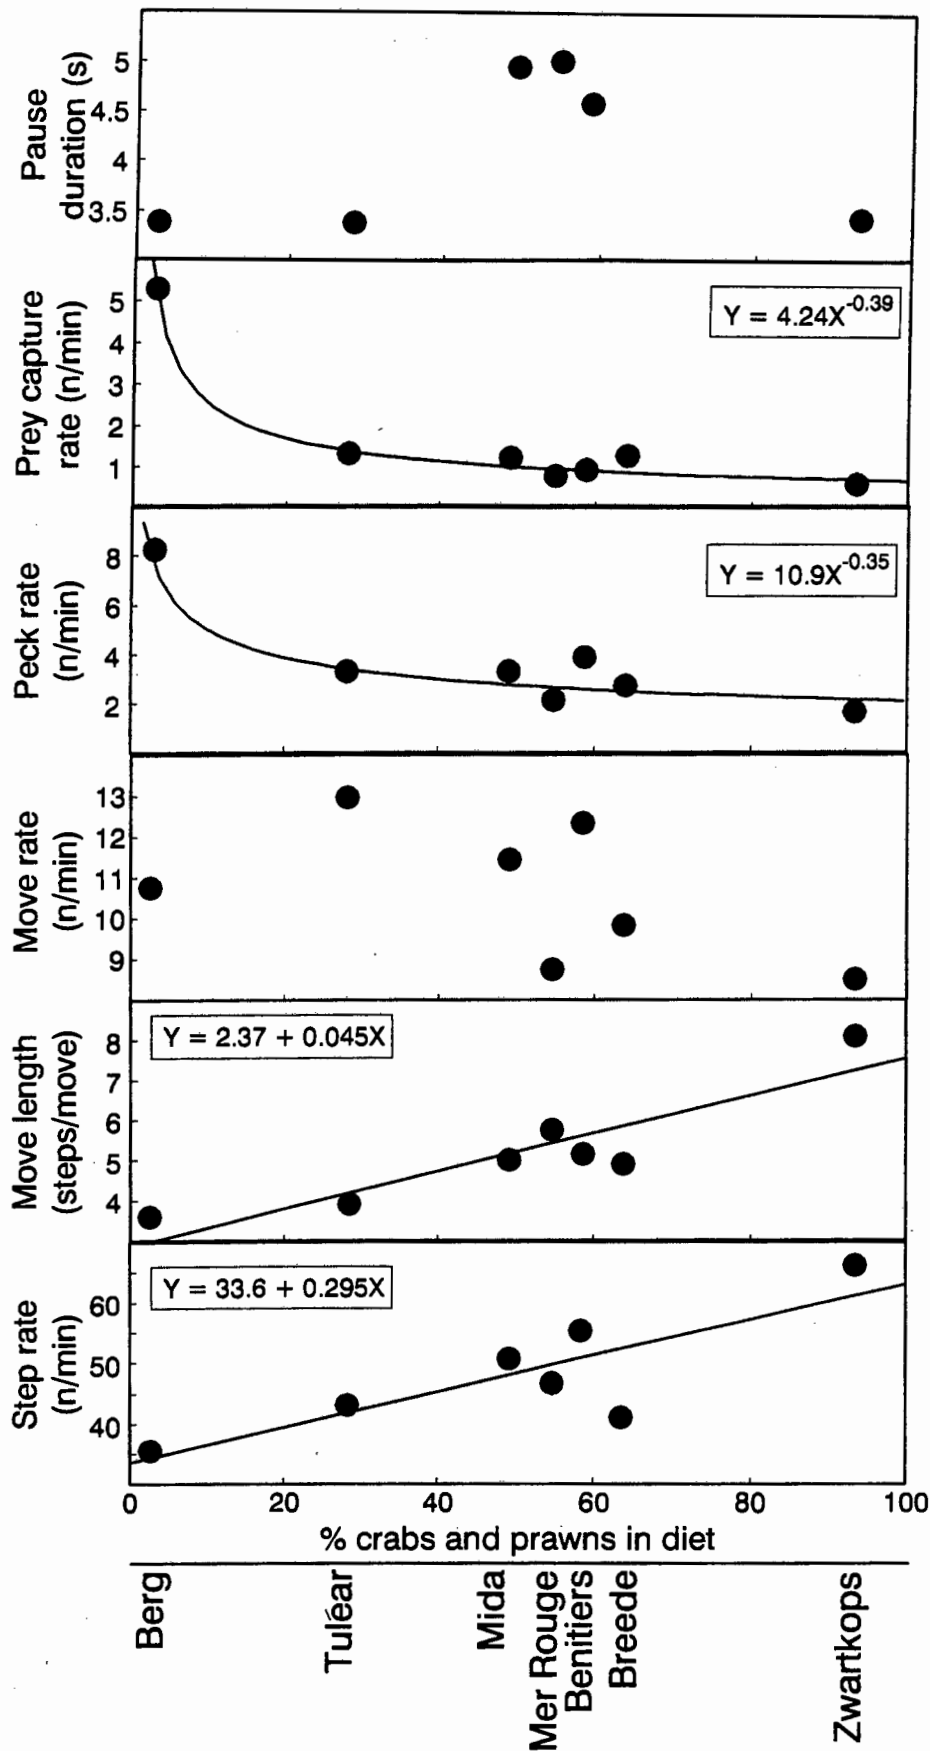 Pause
duration (s)
5
4.5
4
3.5
Prey capture
rate (n/min)
5
4
3
2
1
Y = 4.24X^-0.39
Peck rate
(n/min)
8
6
4
2
Y = 10.9X^-0.35
Move rate
(n/min)
13
12
11
10
9
Move length
(steps/move)
8
7
6
5
4
Y = 2.37 + 0.045X
Step rate
(n/min)
60
50
40
Y = 33.6 + 0.295X
0 20 40 60 80 100
% crabs and prawns in diet
Berg
Tuléar
Mida
Mer Rouge
Benitiers
Breede
Zwartkops